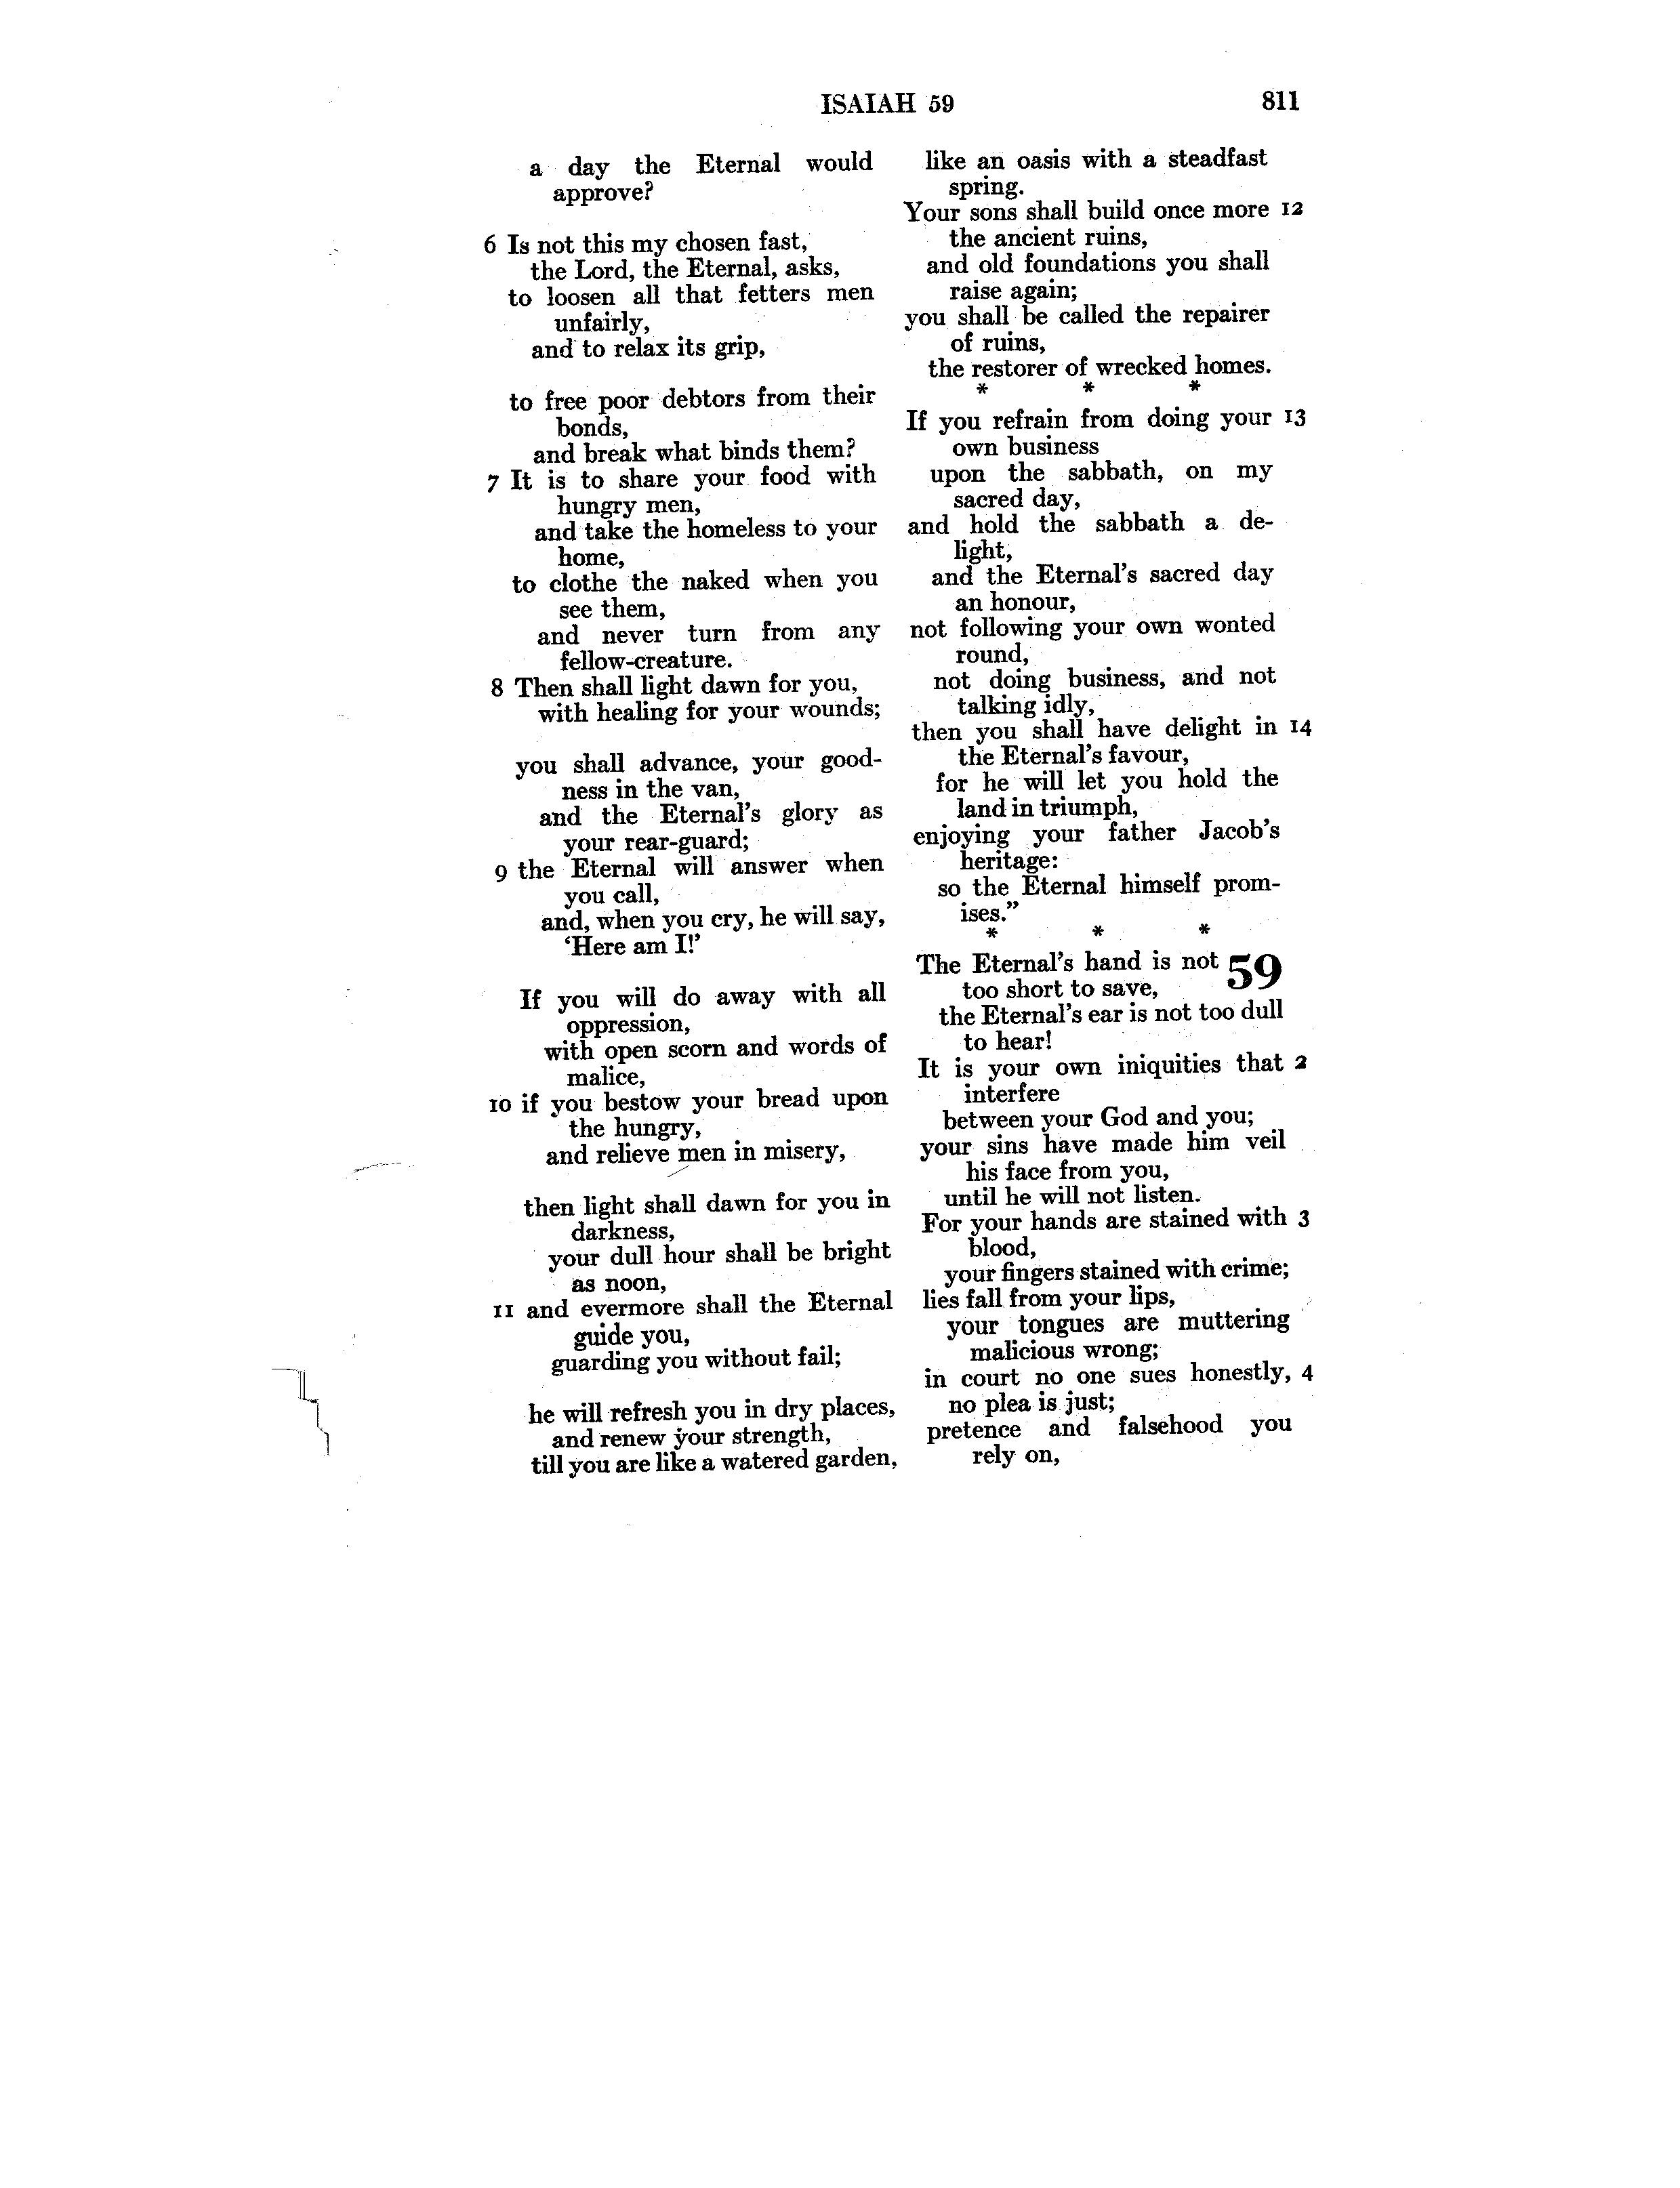 ISAIAH 59 811
a day the Eternal would
approve?
6 Is not this my chosen fast,
the Lord, the Eternal, asks,
to loosen all that fetters men
unfairly,
and to relax its grip,
to free poor debtors from their
bonds,
and break what binds them?
7 It is to share your food with
hungry men,
and take the homeless to your
home,
to clothe the naked when you
see them,
and never turn from any
fellow-creature.
8 Then shall light dawn for you,
with healing for your wounds;
you shall advance, your good-
ness in the van,
and the Eternal's glory as
your rear-guard;
9 the Eternal will answer when
you call,
and, when you cry, he will say,
‘Here am I!’
If you will do away with all
oppression,
with open scorn and words of
malice,
10 if you bestow your bread upon
the hungry,
and relieve men in misery,
then light shall dawn for you in
darkness,
your dull hour shall be bright
as noon,
11 and evermore shall the Eternal
guide you,
guarding you without fail;
he will refresh you in dry places,
and renew your strength,
till you are like a watered garden,
like an oasis with a steadfast
spring.
Your sons shall build once more 12
the ancient ruins,
and old foundations you shall
raise again;
you shall be called the repairer
of ruins,
the restorer of wrecked homes.
* * *
If you refrain from doing your 13
own business
upon the sabbath, on my
sacred day,
and hold the sabbath a de-
light,
and the Eternal's sacred day
an honour,
not following your own wonted
round,
not doing business, and not
talking idly,
then you shall have delight in 14
the Eternal's favour,
for he will let you hold the
land in triumph,
enjoying your father Jacob's
heritage:
so the Eternal himself prom-
ises.”
* * *
The Eternal's hand is not 59
too short to save,
the Eternal's ear is not too dull
to hear!
It is your own iniquities that 2
interfere
between your God and you;
your sins have made him veil
his face from you,
until he will not listen.
For your hands are stained with 3
blood,
your fingers stained with crime;
lies fall from your lips,
your tongues are muttering
malicious wrong;
in court no one sues honestly, 4
no plea is just;
pretence and falsehood you
rely on,